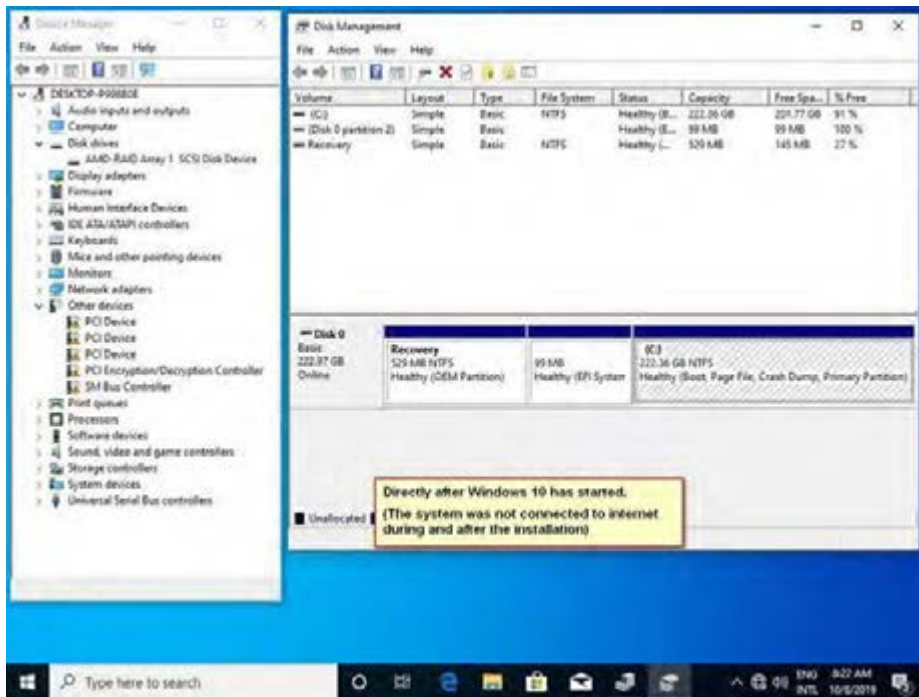 Device Manager
File Action View Help
Audio inputs and outputs
Computer
Disk drives
AMD-RAID Array 1 SCSI Disk Device
Display adapters
Firmware
Human Interface Devices
IDE ATA/ATAPI controllers
Keyboards
Mice and other pointing devices
Monitors
Network adapters
Other devices
PCI Device
PCI Device
PCI Device
PCI Encryption/Decryption Controller
SM Bus Controller
Print queues
Processors
Software devices
Sound, video and game controllers
Storage controllers
System devices
Universal Serial Bus controllers
Disk Management
File Action View Help
Volume Layout Type File System Status Capacity Free Spa... % Free
(C:) Simple Basic NTFS Healthy (B... 222.36 GB 201.77 GB 91 %
(Disk 0 partition 2) Simple Basic Healthy (E... 99 MB 99 MB 100 %
Recovery Simple Basic NTFS Healthy (... 529 MB 145 MB 27 %
Disk 0
Basic
222.97 GB
Online
Recovery
529 MB NTFS
Healthy (OEM Partition)
99 MB
Healthy (EFI System
(C:)
222.36 GB NTFS
Healthy (Boot, Page File, Crash Dump, Primary Partition)
Unallocated
Directly after Windows 10 has started.
(The system was not connected to internet
during and after the installation)
Type here to search
ENG
INTL
8:22 AM